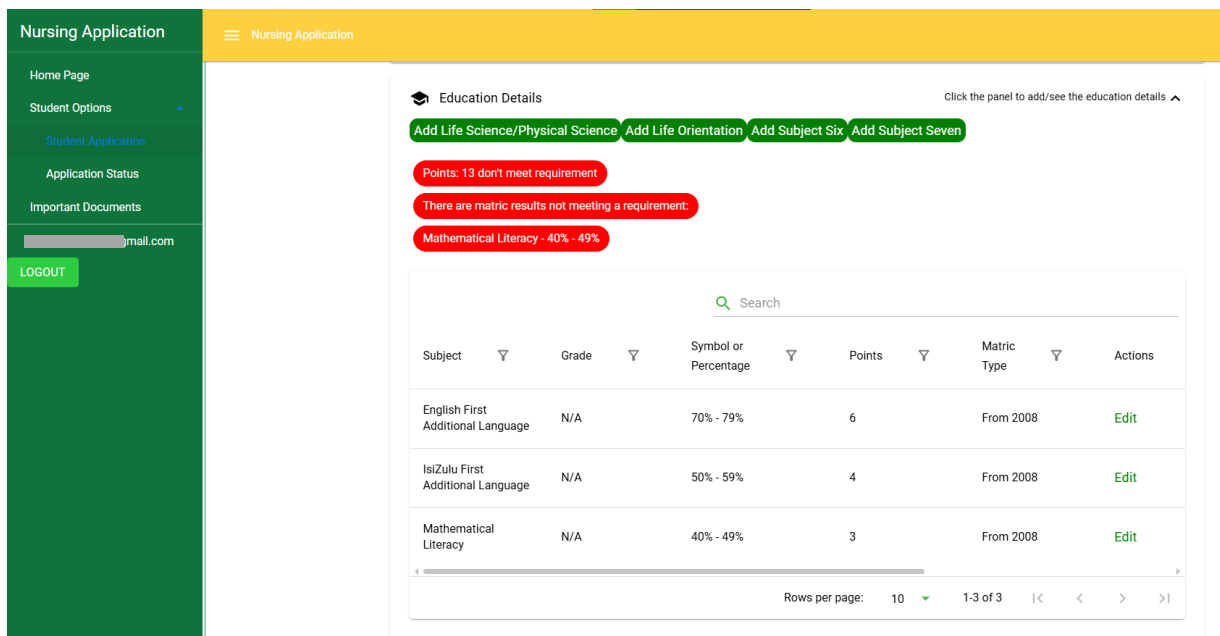 Nursing Application
Nursing Application
Home Page
Student Options
Student Application
Application Status
Important Documents
mail.com
LOGOUT
Education Details
Click the panel to add/see the education details
Add Life Science/Physical Science Add Life Orientation Add Subject Six Add Subject Seven
Points: 13 don't meet requirement
There are matric results not meeting a requirement:
Mathematical Literacy - 40% - 49%
Search
Subject Grade Symbol or Percentage Points Matric Type Actions
English First Additional Language N/A 70% - 79% 6 From 2008 Edit
IsiZulu First Additional Language N/A 50% - 59% 4 From 2008 Edit
Mathematical Literacy N/A 40% - 49% 3 From 2008 Edit
Rows per page: 10 1-3 of 3